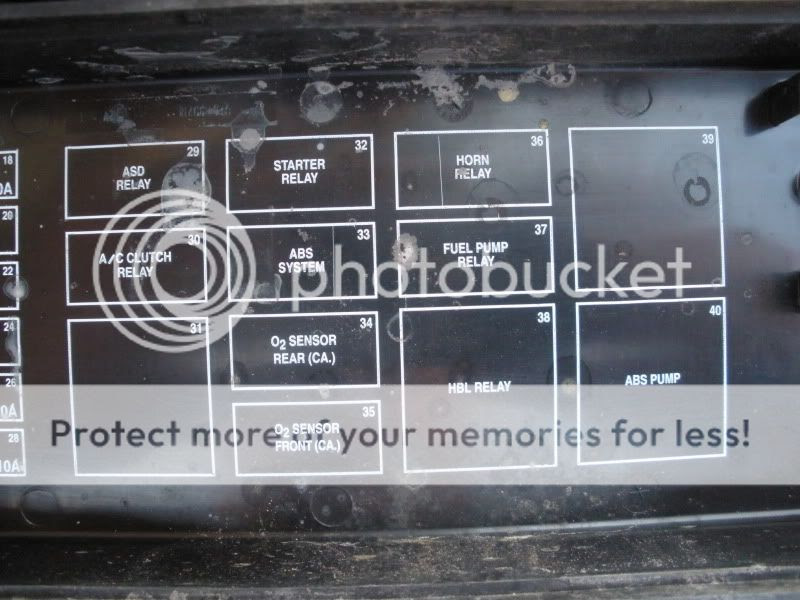 18
0A
20
22
24
26
0A
28
10A
29
ASD
RELAY
30
A/C CLUTCH
RELAY
31
32
STARTER
RELAY
33
ABS
SYSTEM
34
O2 SENSOR
REAR (CA.)
35
O2 SENSOR
FRONT (CA.)
36
HORN
RELAY
37
FUEL PUMP
RELAY
38
HBL RELAY
39
40
ABS PUMP
photobucket
Protect more of your memories for less!